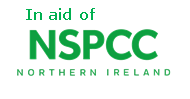 In aid of
NSPCC
NORTHERN IRELAND